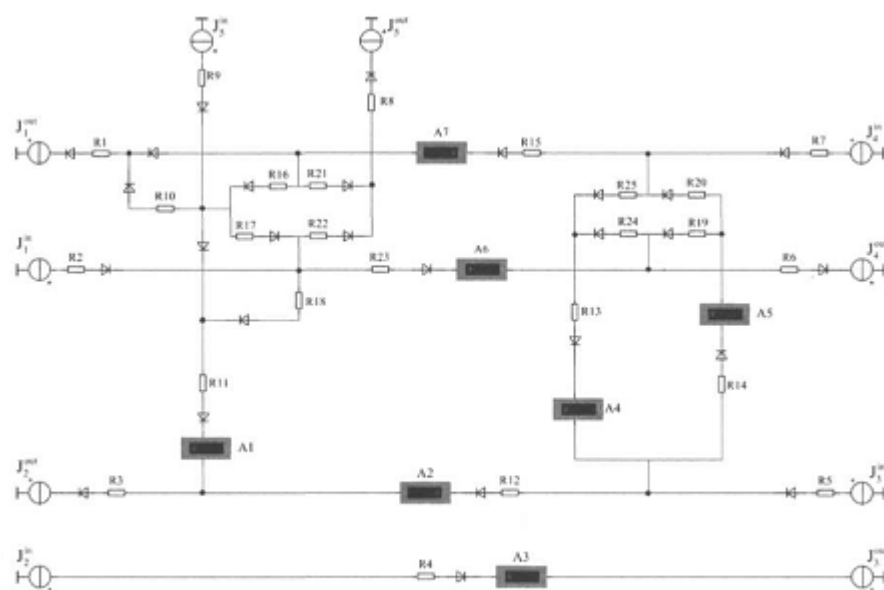 J₅ⁱⁿ J₅ᵒᵘᵗ
R9
R8
J₁ᵒᵘᵗ R1 A7 R15 R7 J₄ⁱⁿ
R16 R21 R25 R20
R10
R17 R22 R24 R19
J₁ⁱⁿ R2 R23 A6 R6 J₄ᵒᵘᵗ
R18 R13 A5
R11 R14
A4
A1
J₂ᵒᵘᵗ R3 A2 R12 R5 J₃ⁱⁿ
J₂ⁱⁿ R4 A3 J₃ᵒᵘᵗ